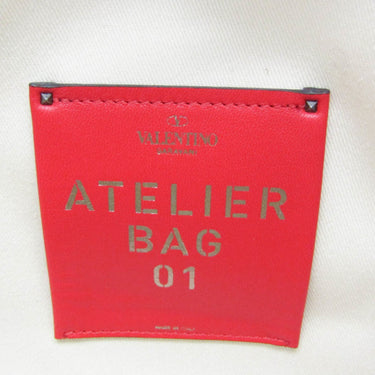 VALENTINO
GARAVANI
ATELIER
BAG
01
MADE IN ITALY